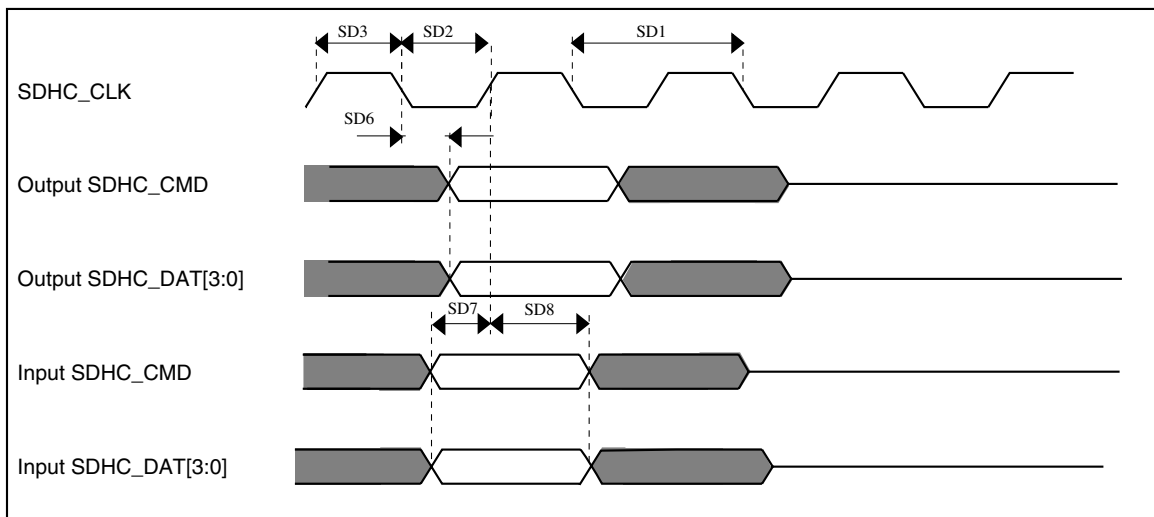 SD3 SD2 SD1
SDHC_CLK
SD6
Output SDHC_CMD
Output SDHC_DAT[3:0]
SD7 SD8
Input SDHC_CMD
Input SDHC_DAT[3:0]